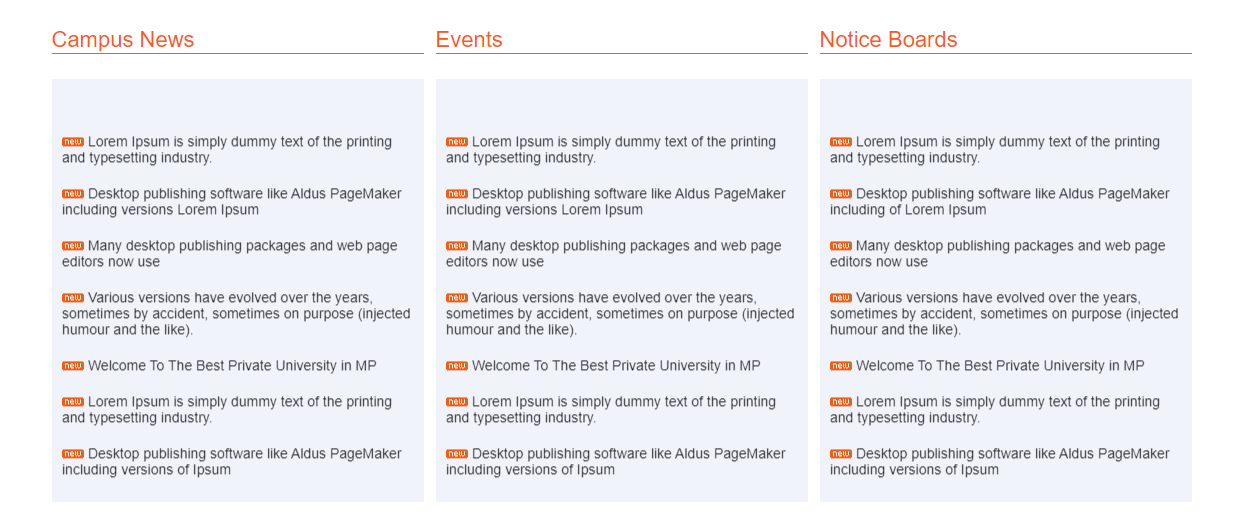 Campus News
new Lorem Ipsum is simply dummy text of the printing
and typesetting industry.
new Desktop publishing software like Aldus PageMaker
including versions Lorem Ipsum
new Many desktop publishing packages and web page
editors now use
new Various versions have evolved over the years,
sometimes by accident, sometimes on purpose (injected
humour and the like).
new Welcome To The Best Private University in MP
new Lorem Ipsum is simply dummy text of the printing
and typesetting industry.
new Desktop publishing software like Aldus PageMaker
including versions of Ipsum
Events
new Lorem Ipsum is simply dummy text of the printing
and typesetting industry.
new Desktop publishing software like Aldus PageMaker
including versions Lorem Ipsum
new Many desktop publishing packages and web page
editors now use
new Various versions have evolved over the years,
sometimes by accident, sometimes on purpose (injected
humour and the like).
new Welcome To The Best Private University in MP
new Lorem Ipsum is simply dummy text of the printing
and typesetting industry.
new Desktop publishing software like Aldus PageMaker
including versions of Ipsum
Notice Boards
new Lorem Ipsum is simply dummy text of the printing
and typesetting industry.
new Desktop publishing software like Aldus PageMaker
including of Lorem Ipsum
new Many desktop publishing packages and web page
editors now use
new Various versions have evolved over the years,
sometimes by accident, sometimes on purpose (injected
humour and the like).
new Welcome To The Best Private University in MP
new Lorem Ipsum is simply dummy text of the printing
and typesetting industry.
new Desktop publishing software like Aldus PageMaker
including versions of Ipsum